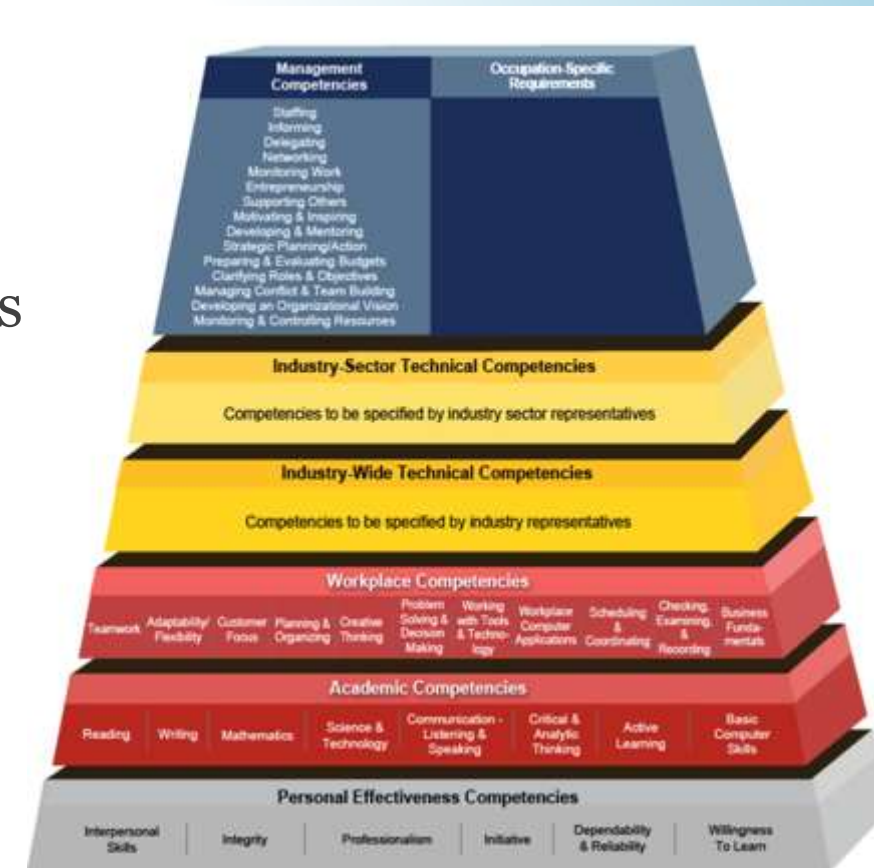 s
Management
Competencies
Occupation-Specific
Requirements
Staffing
Informing
Delegating
Networking
Monitoring Work
Entrepreneurship
Supporting Others
Motivating & Inspiring
Developing & Mentoring
Strategic Planning/Action
Preparing & Evaluating Budgets
Clarifying Roles & Objectives
Managing Conflict & Team Building
Developing an Organizational Vision
Monitoring & Controlling Resources
Industry-Sector Technical Competencies
Competencies to be specified by industry sector representatives
Industry-Wide Technical Competencies
Competencies to be specified by industry representatives
Workplace Competencies
Teamwork
Adaptability/
Flexibility
Customer
Focus
Planning &
Organizing
Creative
Thinking
Problem
Solving &
Decision
Making
Working
with Tools
& Techno-
logy
Workplace
Computer
Applications
Scheduling
&
Coordinating
Checking,
Examining,
&
Recording
Business
Funda-
mentals
Academic Competencies
Reading
Writing
Mathematics
Science &
Technology
Communication -
Listening &
Speaking
Critical &
Analytic
Thinking
Active
Learning
Basic
Computer
Skills
Personal Effectiveness Competencies
Interpersonal
Skills
Integrity
Professionalism
Initiative
Dependability
& Reliability
Willingness
To Learn